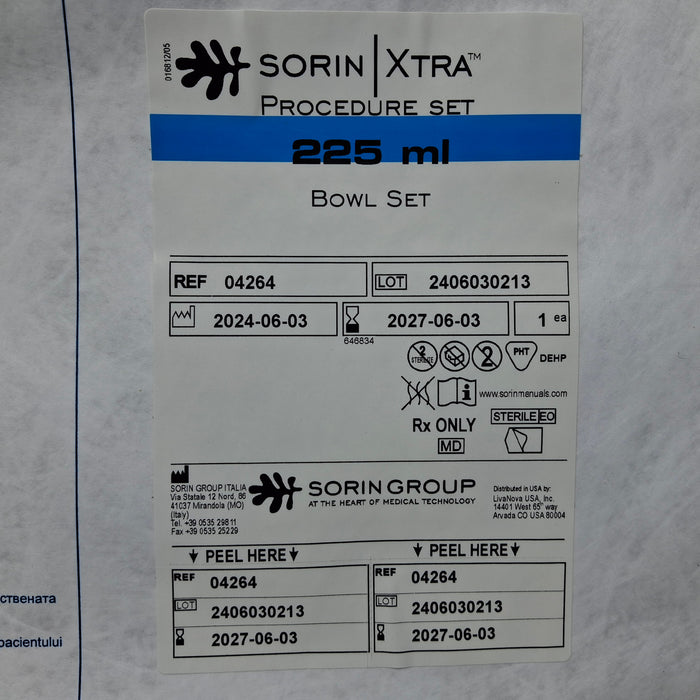 016812/05
SORIN XTRA™
PROCEDURE SET
225 ml
BOWL SET
REF 04264
LOT 2406030213
2024-06-03
2027-06-03
1 ea
646834
2
STERILIZE
2
PHT
DEHP
www.sorinmanuals.com
Rx ONLY
STERILE EO
MD
SORIN GROUP ITALIA
Via Statale 12 Nord, 86
41037 Mirandola (MO)
(Italy)
Tel. +39 0535 29811
Fax +39 0535 25229
SORIN GROUP
AT THE HEART OF MEDICAL TECHNOLOGY
Distributed in USA by:
LivaNova USA, Inc.
14401 West 65th way
Arvada CO USA 80004
PEEL HERE
REF 04264
LOT 2406030213
2027-06-03
PEEL HERE
REF 04264
LOT 2406030213
2027-06-03
ствената
pacientului